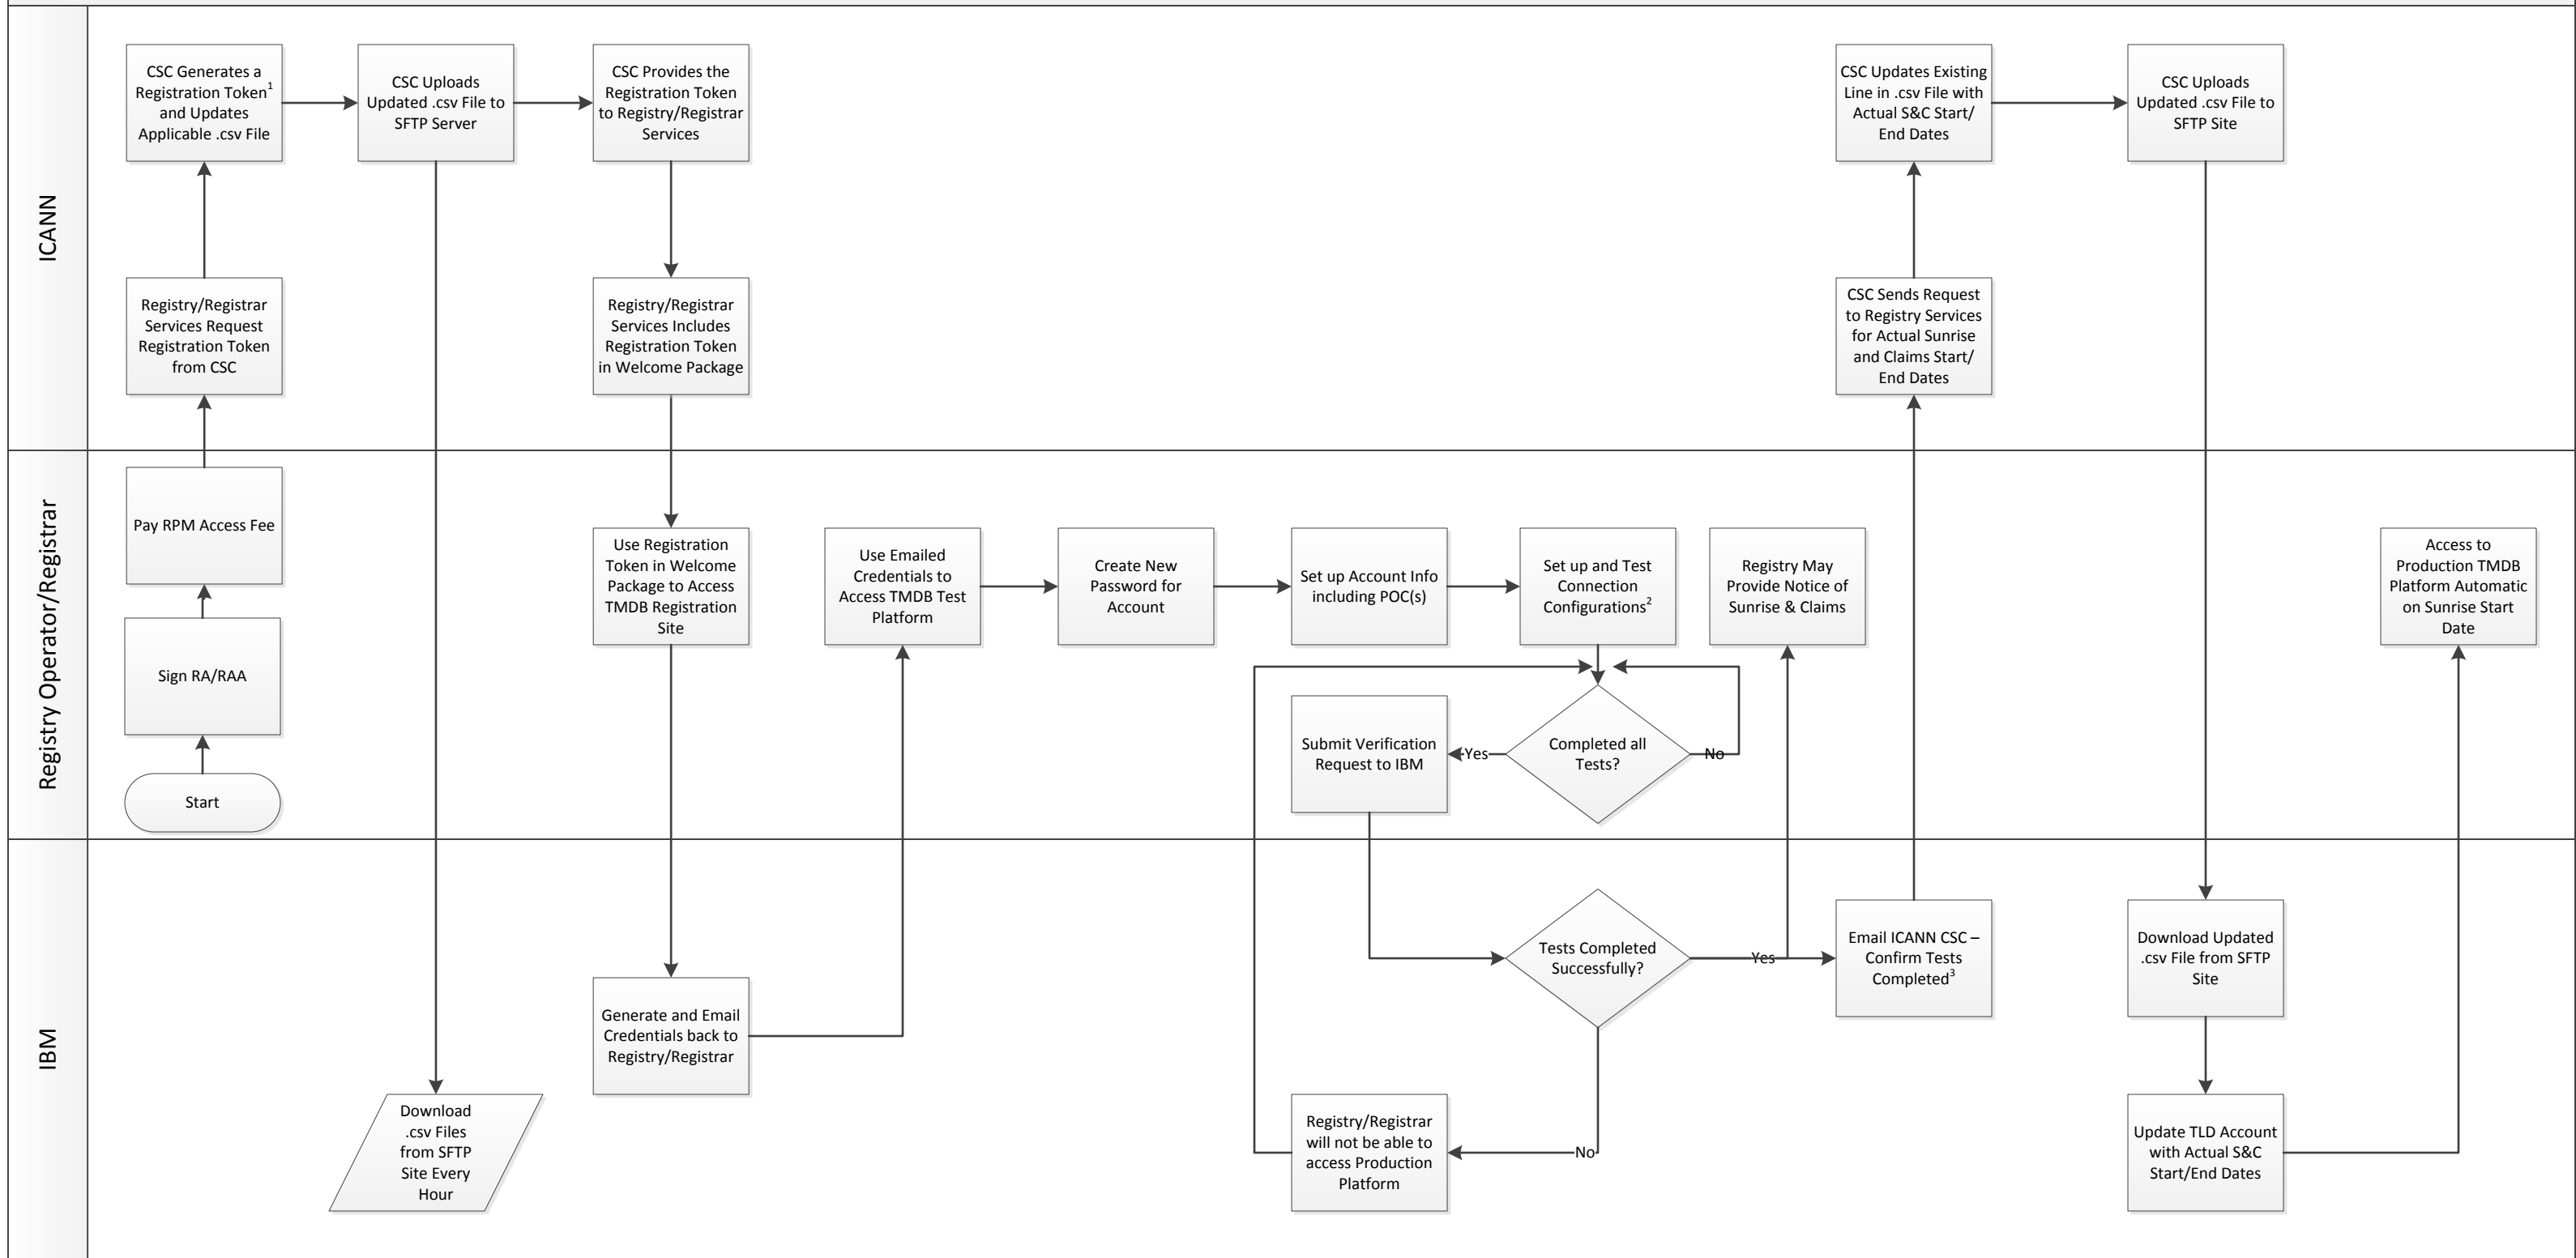 ICANN
CSC Generates a
Registration Token1
and Updates
Applicable .csv File
CSC Uploads
Updated .csv File to
SFTP Server
CSC Provides the
Registration Token
to Registry/Registrar
Services
CSC Updates Existing
Line in .csv File with
Actual S&C Start/
End Dates
CSC Uploads
Updated .csv File to
SFTP Site
Registry/Registrar
Services Request
Registration Token
from CSC
Registry/Registrar
Services Includes
Registration Token
in Welcome Package
CSC Sends Request
to Registry Services
for Actual Sunrise
and Claims Start/
End Dates
Registry Operator/Registrar
Pay RPM Access Fee
Sign RA/RAA
Start
Use Registration
Token in Welcome
Package to Access
TMDB Registration
Site
Use Emailed
Credentials to
Access TMDB Test
Platform
Create New
Password for
Account
Set up Account Info
including POC(s)
Set up and Test
Connection
Configurations2
Registry May
Provide Notice of
Sunrise & Claims
Access to
Production TMDB
Platform Automatic
on Sunrise Start
Date
Submit Verification
Request to IBM
Yes
Completed all
Tests?
No
IBM
Download
.csv Files
from SFTP
Site Every
Hour
Generate and Email
Credentials back to
Registry/Registrar
Tests Completed
Successfully?
Yes
Email ICANN CSC –
Confirm Tests
Completed3
Download Updated
.csv File from SFTP
Site
Registry/Registrar
will not be able to
access Production
Platform
No
Update TLD Account
with Actual S&C
Start/End Dates